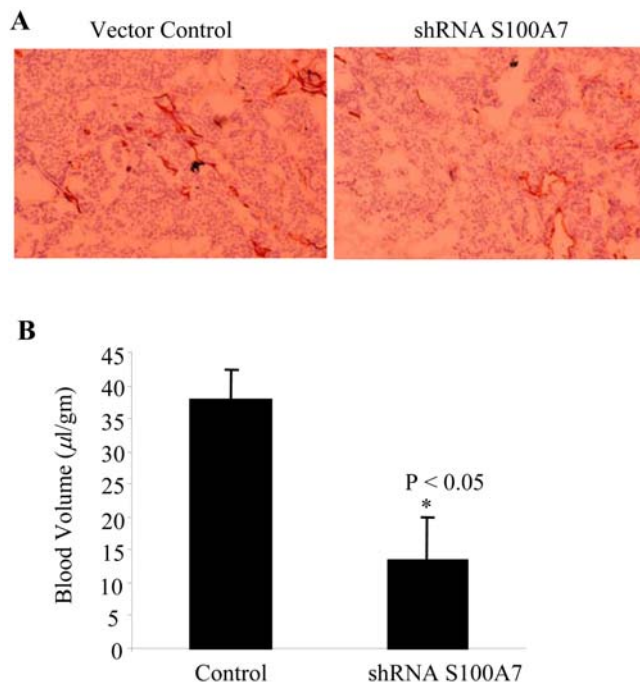 A
Vector Control
shRNA S100A7
B
Blood Volume (μl/gm)
45
40
35
30
25
20
15
10
5
0
P < 0.05
*
Control
shRNA S100A7